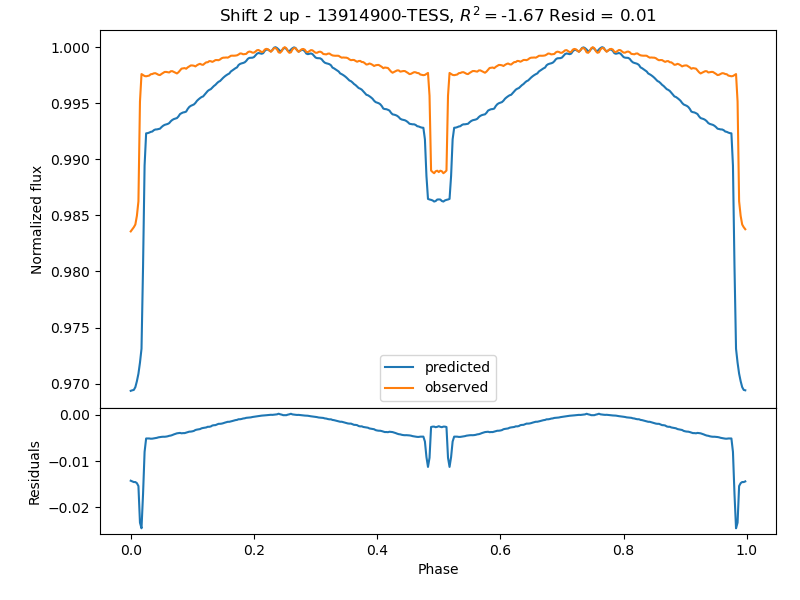 Shift 2 up - 13914900-TESS, R² = -1.67 Resid = 0.01
Normalized flux
1.000
0.995
0.990
0.985
0.980
0.975
0.970
predicted
observed
Residuals
0.00
−0.01
−0.02
0.0 0.2 0.4 0.6 0.8 1.0
Phase